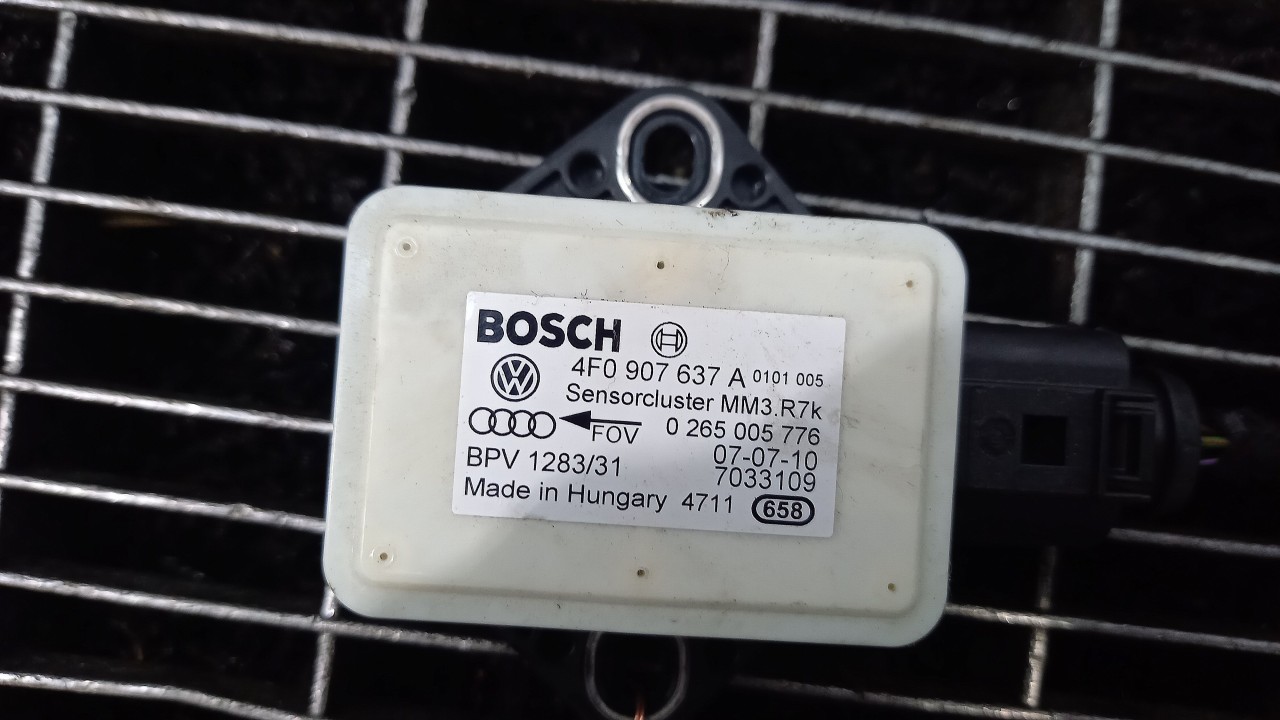 BOSCH
4F0 907 637 A 0101 005
Sensorcluster MM3.R7k
FOV 0 265 005 776
BPV 1283/31 07-07-10
7033109
Made in Hungary 4711 658